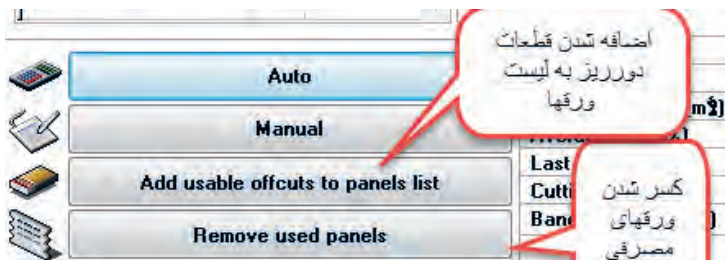 اضافه شدن قطعات
دورریز به لیست
ورقها
Auto
Manual
Add usable offcuts to panels list
Last
Remove used panels
کسر شدن
ورقهای
مصرفی